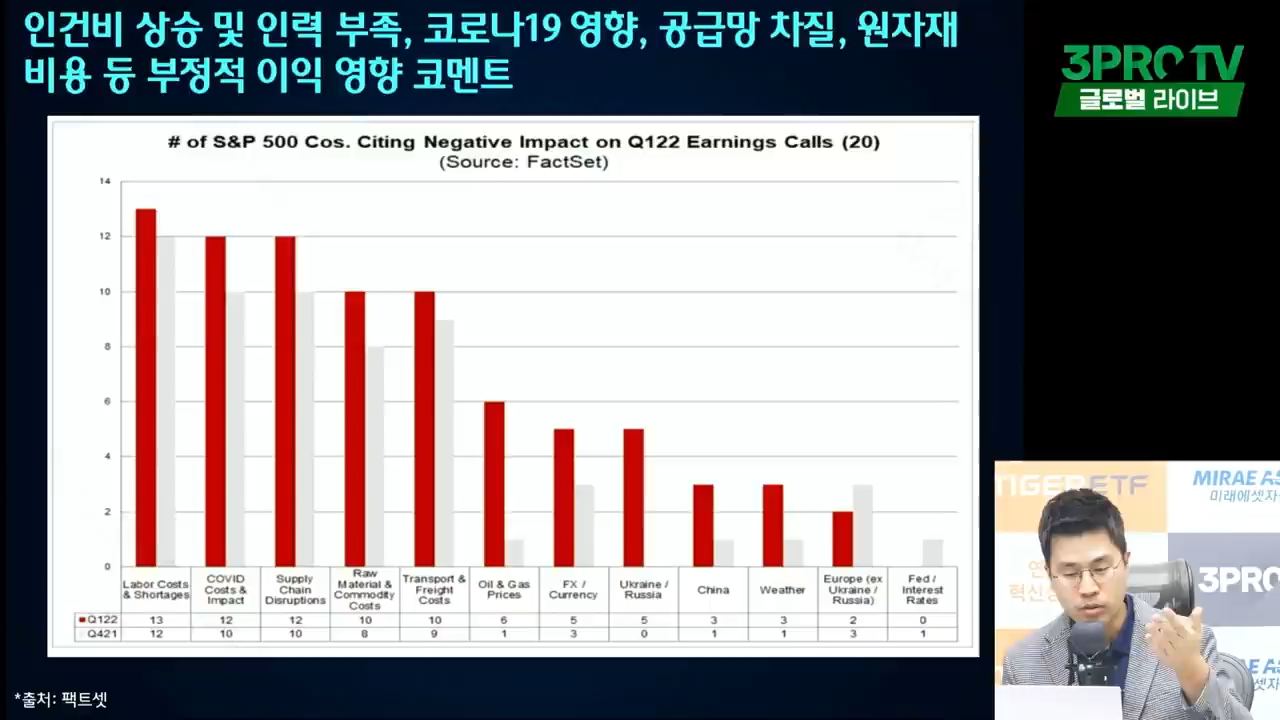 인건비 상승 및 인력 부족, 코로나19 영향, 공급망 차질, 원자재
비용 등 부정적 이익 영향 코멘트
3PRO TV
글로벌 라이브
# of S&P 500 Cos. Citing Negative Impact on Q122 Earnings Calls (20)
(Source: FactSet)
14
12
10
8
6
4
2
0
Labor Costs & Shortages
COVID Costs & Impact
Supply Chain Disruptions
Raw Material & Commodity Costs
Transport & Freight Costs
Oil & Gas Prices
FX / Currency
Ukraine / Russia
China
Weather
Europe (ex Ukraine / Russia)
Fed / Interest Rates
Q122 13 12 12 10 10 6 5 5 3 3 2 0
Q421 12 10 10 8 9 1 3 0 1 1 3 1
*출처: 팩트셋
TIGER ETF
MIRAE AS
미래에셋자
3PRO